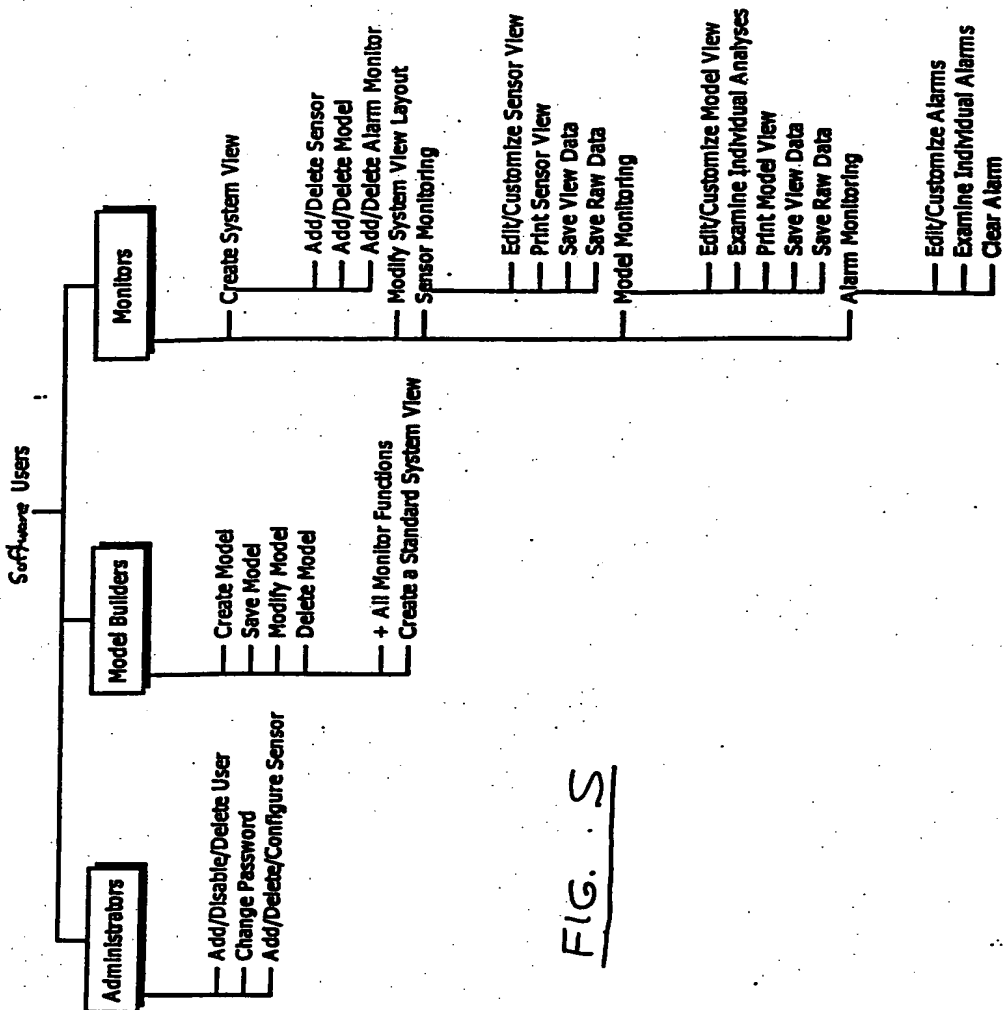 Software Users
Administrators
Add/Disable/Delete User
Change Password
Add/Delete/Configure Sensor
Model Builders
Create Model
Save Model
Modify Model
Delete Model
+ All Monitor Functions
Create a Standard System View
Monitors
Create System View
Add/Delete Sensor
Add/Delete Model
Add/Delete Alarm Monitor
Modify System View Layout
Sensor Monitoring
Edit/Customize Sensor View
Print Sensor View
Save View Data
Save Raw Data
Model Monitoring
Edit/Customize Model View
Examine Individual Analyses
Print Model View
Save View Data
Save Raw Data
Alarm Monitoring
Edit/Customize Alarms
Examine Individual Alarms
Clear Alarm
FIG. 5